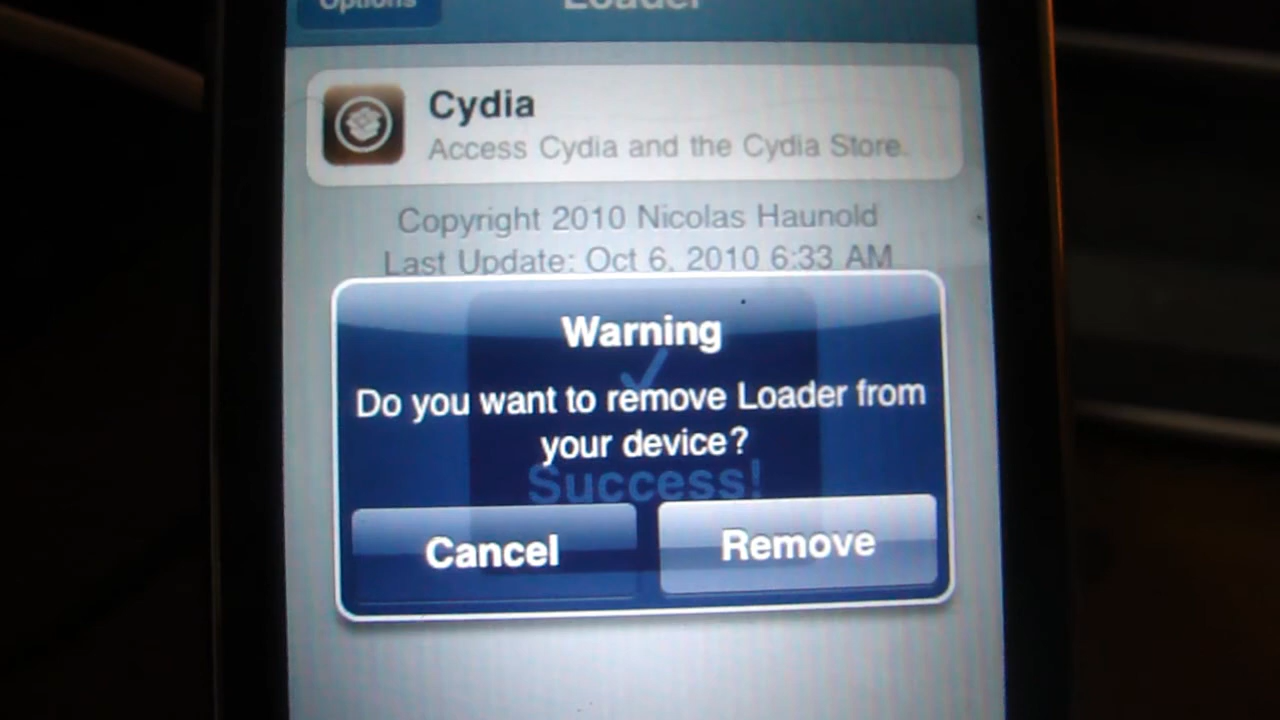 Options
Loader
Cydia
Access Cydia and the Cydia Store.
Copyright 2010 Nicolas Haunold
Last Update: Oct 6, 2010 6:33 AM
Warning
Do you want to remove Loader from
your device?
Success!
Cancel
Remove